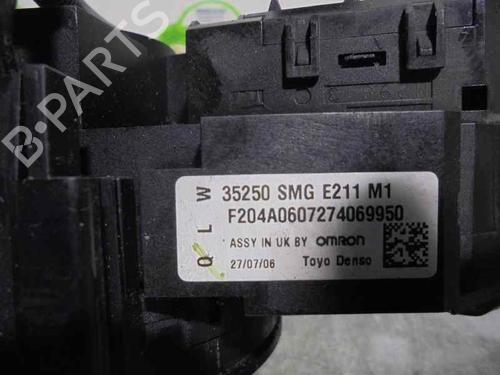 B-PARTS
35250 SMG E211 M1
F204A0607274069950
ASSY IN UK BY OMRON
27/07/06 Toyo Denso
Q L W